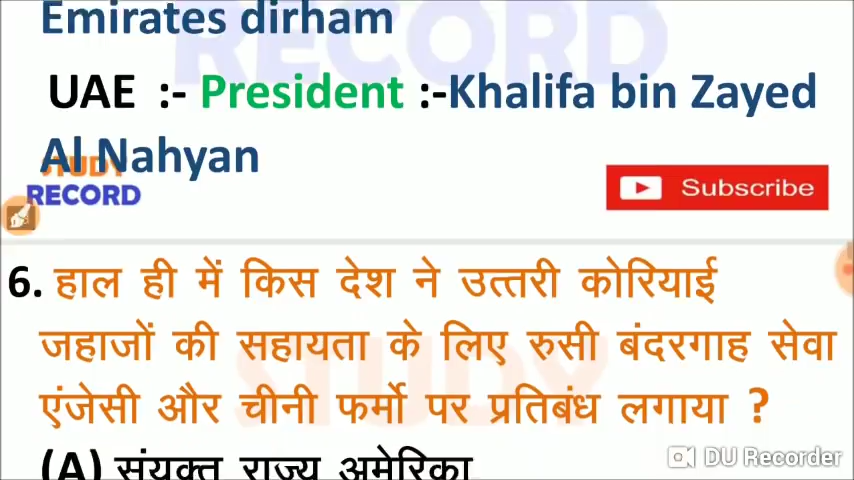 Emirates dirham
UAE :- President :-Khalifa bin Zayed
Al Nahyan
STUDY
RECORD
Subscribe
6. हाल ही में किस देश ने उत्तरी कोरियाई
जहाजों की सहायता के लिए रुसी बंदरगाह सेवा
एंजेसी और चीनी फर्मो पर प्रतिबंध लगाया ?
(A) संयुक्त राज्य अमेरिका
DU Recorder